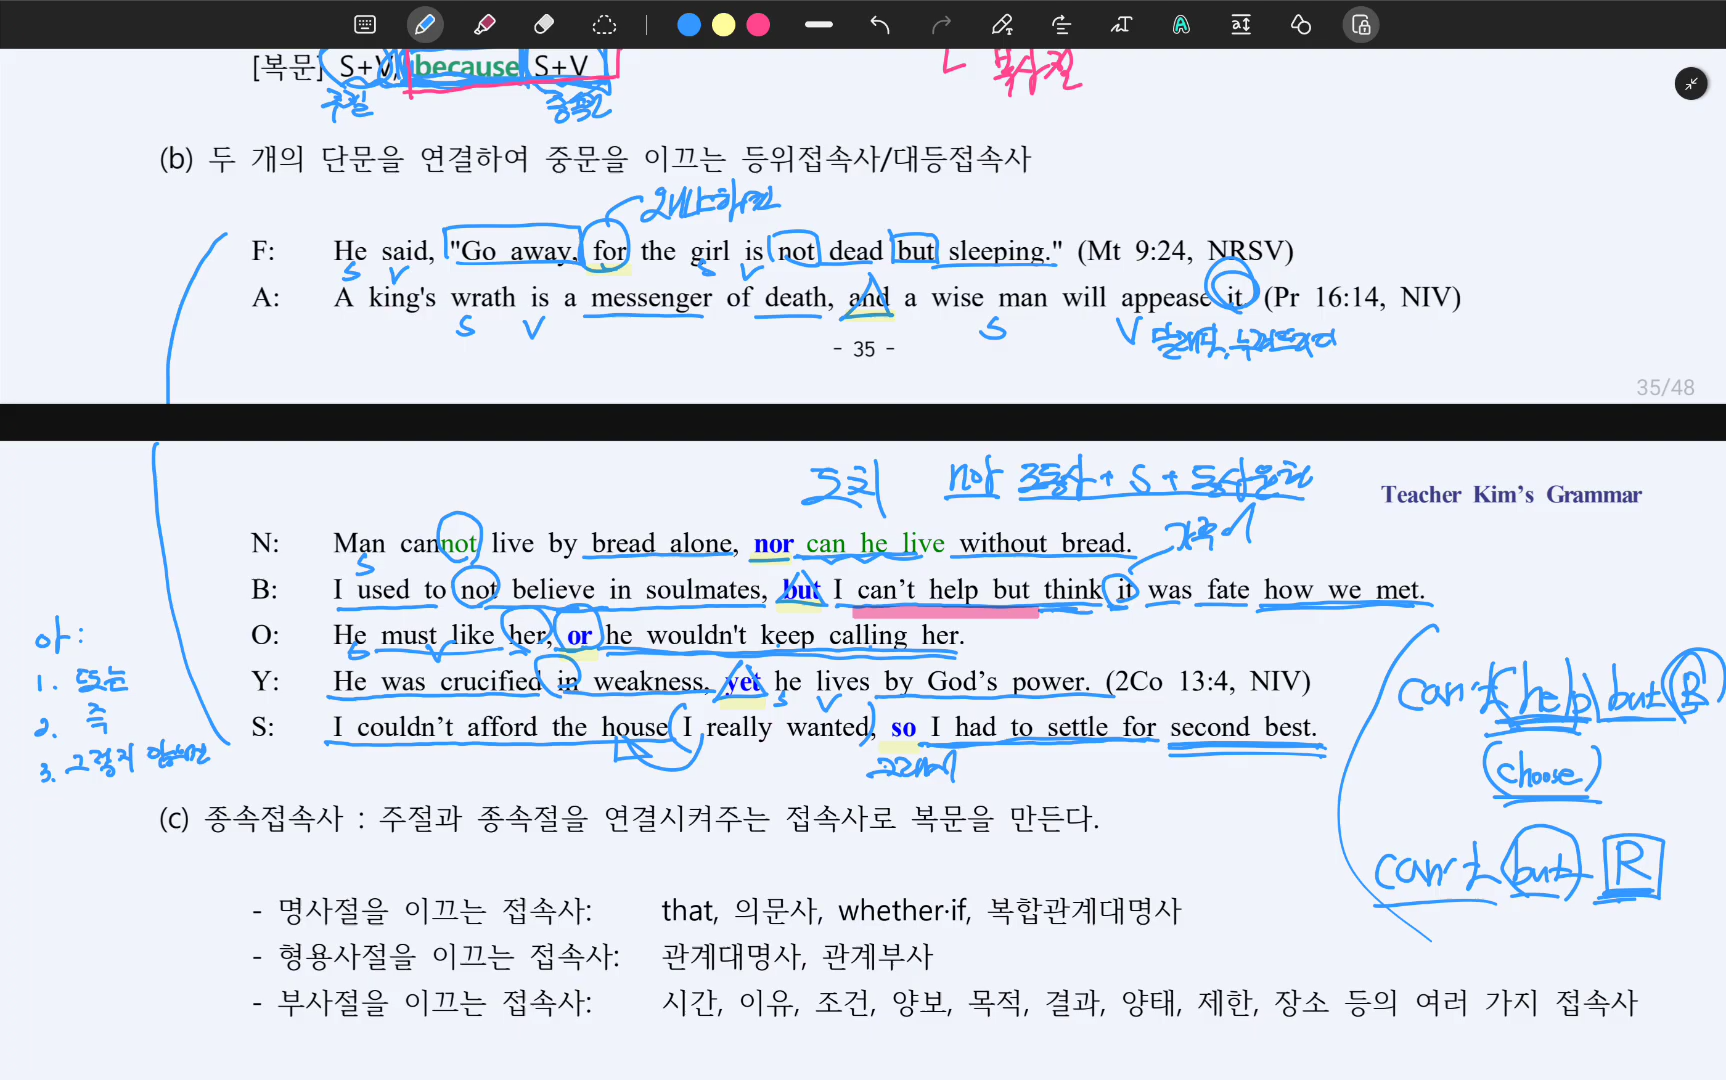 [복문] S+V, because S+V
주절 종속절
복사절
(b) 두 개의 단문을 연결하여 중문을 이끄는 등위접속사/대등접속사
왜냐하면
F: He said, "Go away, for the girl is not dead but sleeping." (Mt 9:24, NRSV)
S V S V
A: A king's wrath is a messenger of death, and a wise man will appease it. (Pr 16:14, NIV)
S V S V
- 35 -
35/48
도치 nor 조동사 + S + 동사원형
Teacher Kim's Grammar
N: Man cannot live by bread alone, nor can he live without bread.
S
B: I used to not believe in soulmates, but I can't help but think it was fate how we met.
O: He must like her, or he wouldn't keep calling her.
S V
Y: He was crucified in weakness, yet he lives by God's power. (2Co 13:4, NIV)
S V
S: I couldn't afford the house I really wanted, so I had to settle for second best.
그래서
1. 또는
2. 즉
3. 그렇지 않으면
can't help but R
(choose)
can't but R
(c) 종속접속사 : 주절과 종속절을 연결시켜주는 접속사로 복문을 만든다.
- 명사절을 이끄는 접속사: that, 의문사, whether·if, 복합관계대명사
- 형용사절을 이끄는 접속사: 관계대명사, 관계부사
- 부사절을 이끄는 접속사: 시간, 이유, 조건, 양보, 목적, 결과, 양태, 제한, 장소 등의 여러 가지 접속사